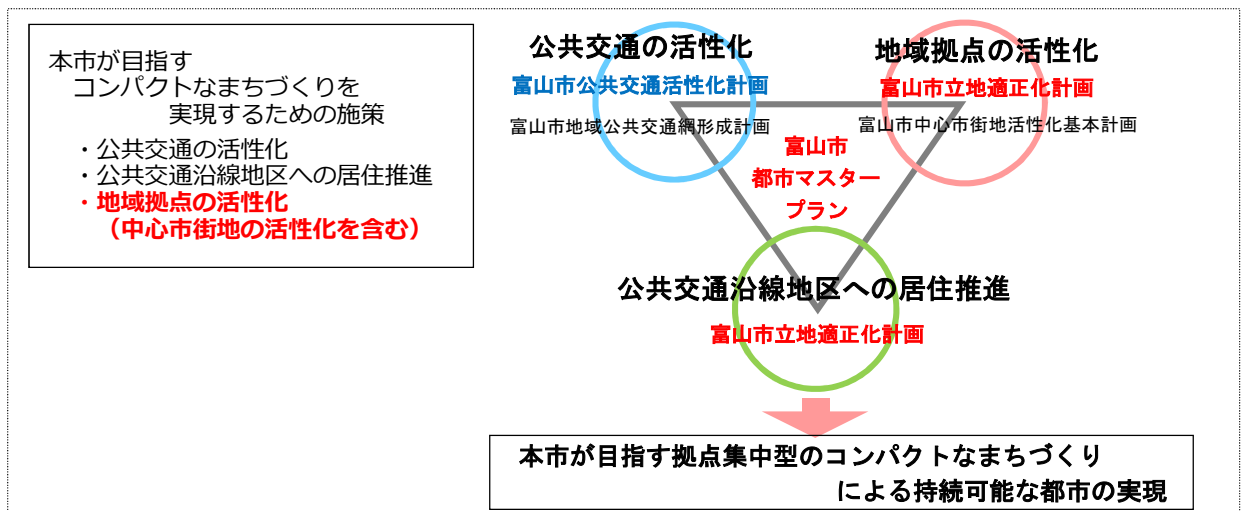 本市が目指す
コンパクトなまちづくりを
実現するための施策
・公共交通の活性化
・公共交通沿線地区への居住推進
・地域拠点の活性化
（中心市街地の活性化を含む）
公共交通の活性化
富山市公共交通活性化計画
富山市地域公共交通網形成計画
地域拠点の活性化
富山市立地適正化計画
富山市中心市街地活性化基本計画
富山市
都市マスター
プラン
公共交通沿線地区への居住推進
富山市立地適正化計画
本市が目指す拠点集中型のコンパクトなまちづくり
による持続可能な都市の実現